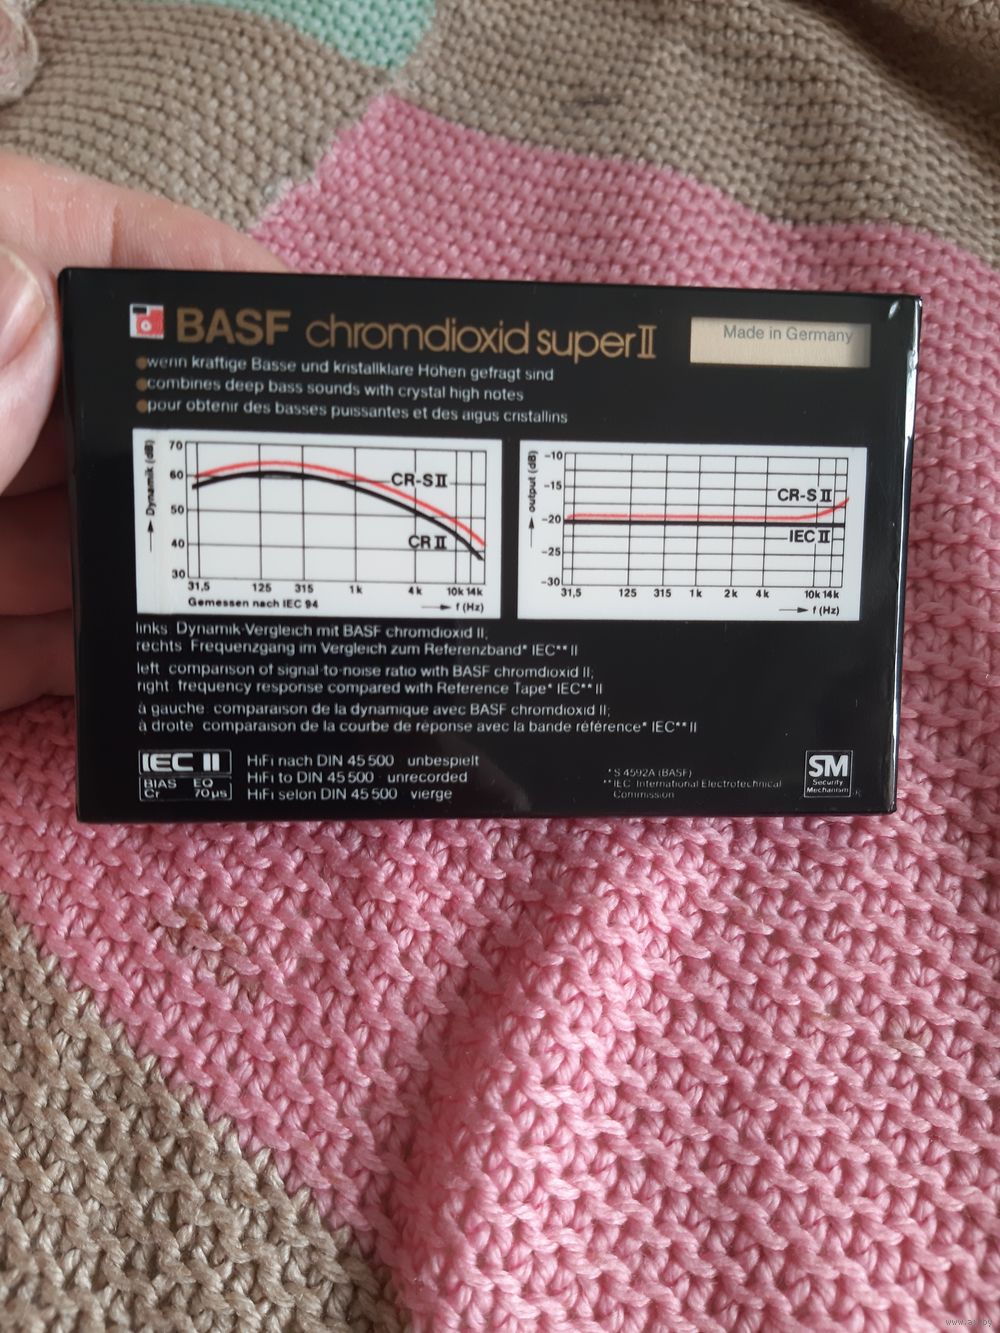 BASF chromdioxid super II
Made in Germany
wenn kräftige Bässe und kristallklare Höhen gefragt sind
combines deep bass sounds with crystal high notes
pour obtenir des basses puissantes et des aigus cristallins
Dynamik (dB)
70
60
50
40
30
CR-S II
CR II
31,5 125 315 1k 4k 10k 14k
Gemessen nach IEC 94
f (Hz)
output (dB)
-10
-15
-20
-25
-30
CR-S II
IEC II
31,5 125 315 1k 2k 4k 10k 14k
f (Hz)
links: Dynamik-Vergleich mit BASF chromdioxid II;
rechts: Frequenzgang im Vergleich zum Referenzband* IEC** II
left: comparison of signal-to-noise ratio with BASF chromdioxid II;
right: frequency response compared with Reference Tape* IEC** II
à gauche: comparaison de la dynamique avec BASF chromdioxid II;
à droite: comparaison de la courbe de réponse avec la bande référence* IEC** II
IEC II
BIAS EQ
Cr 70µs
HiFi nach DIN 45 500 · unbespielt
HiFi to DIN 45 500 · unrecorded
HiFi selon DIN 45 500 · vierge
* S 4592A (BASF)
** IEC International Electrotechnical
Commission
SM
Security
Mechanism